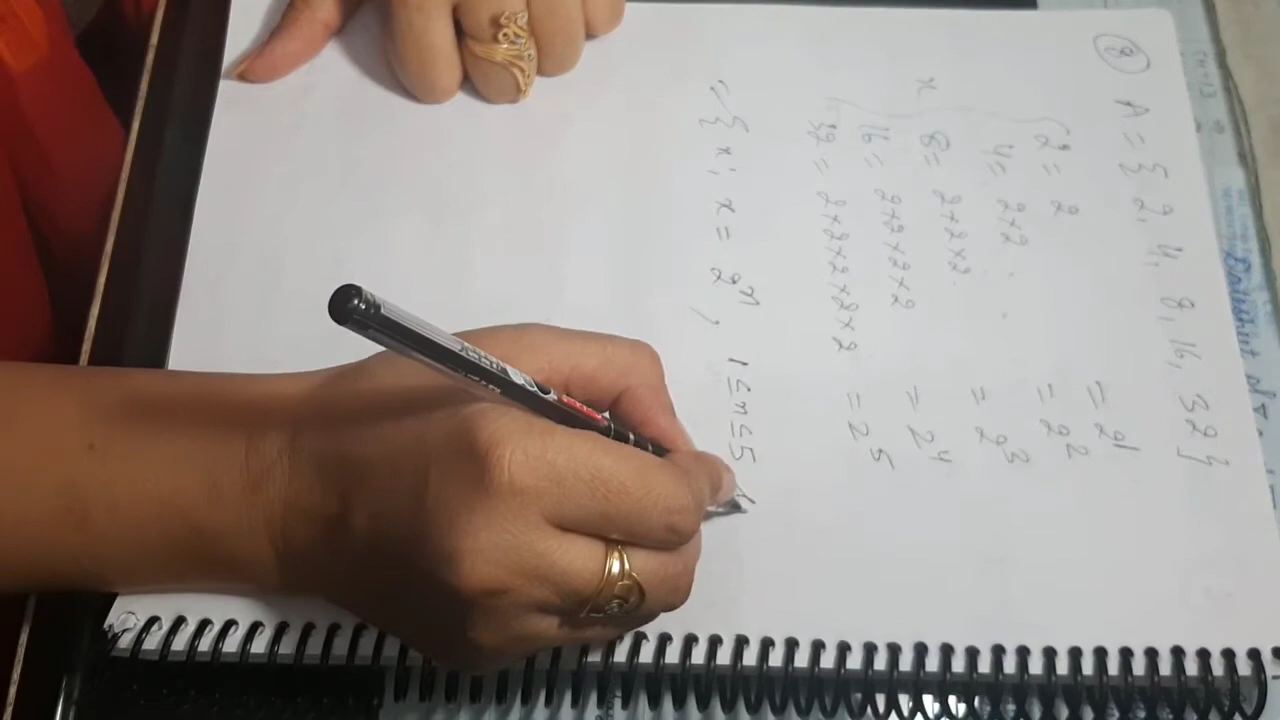 8 A = { 2, 4, 8, 16, 32 }
2 = 2 = 2¹
4 = 2×2 = 2²
x 8 = 2×2×2 = 2³
16 = 2×2×2×2 = 2⁴
32 = 2×2×2×2×2 = 2⁵
= { x : x = 2ⁿ, 1 ≤ n ≤ 5